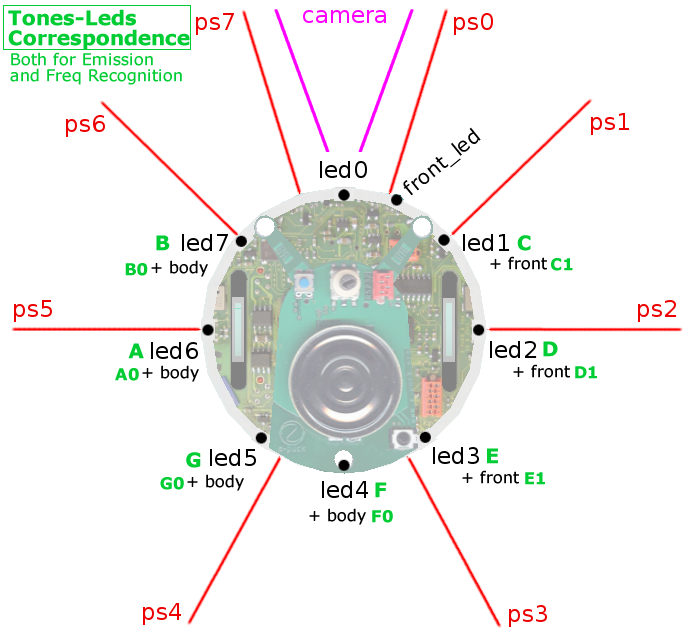 Tones-Leds
Correspondence
Both for Emission
and Freq Recognition
ps7
camera
ps0
ps6
ps1
led0
front_led
B led7
B0 + body
led1 C
+ front C1
ps5
ps2
A led6
A0 + body
led2 D
+ front D1
G led5
G0 + body
led3 E
+ front E1
led4 F
+ body F0
ps4
ps3